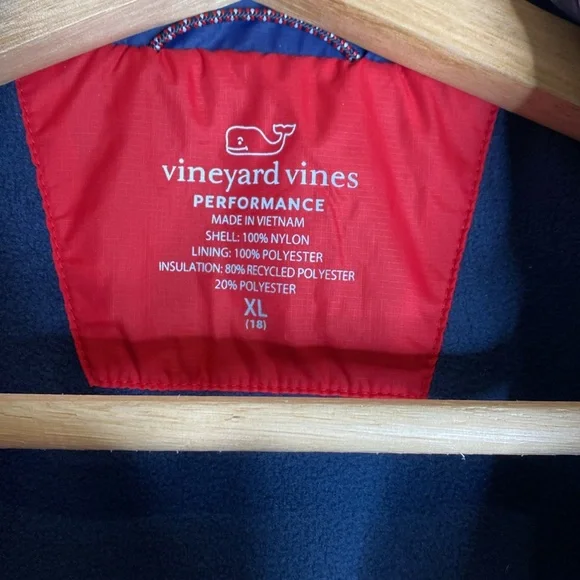 vineyard vines
PERFORMANCE
MADE IN VIETNAM
SHELL: 100% NYLON
LINING: 100% POLYESTER
INSULATION: 80% RECYCLED POLYESTER
20% POLYESTER
XL
(18)